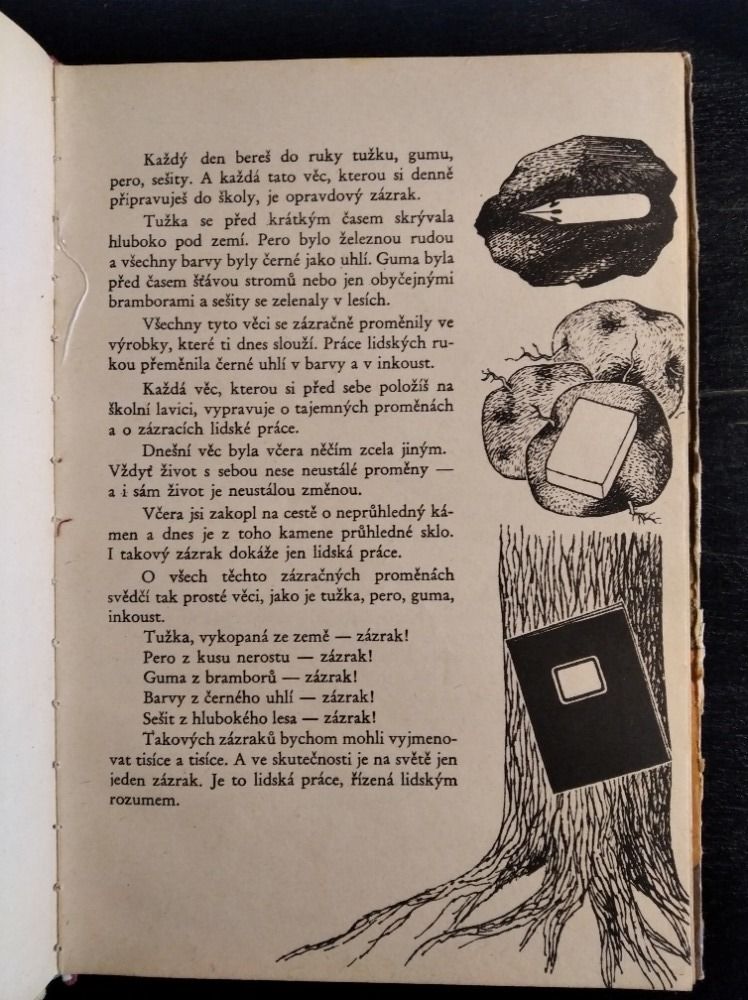 Každý den bereš do ruky tužku, gumu,
pero, sešity. A každá tato věc, kterou si denně
připravuješ do školy, je opravdový zázrak.
Tužka se před krátkým časem skrývala
hluboko pod zemí. Pero bylo železnou rudou
a všechny barvy byly černé jako uhlí. Guma byla
před časem šťávou stromů nebo jen obyčejnými
bramborami a sešity se zelenaly v lesích.
Všechny tyto věci se zázračně proměnily ve
výrobky, které ti dnes slouží. Práce lidských ru-
kou přeměnila černé uhlí v barvy a v inkoust.
Každá věc, kterou si před sebe položíš na
školní lavici, vypravuje o tajemných proměnách
a o zázracích lidské práce.
Dnešní věc byla včera něčím zcela jiným.
Vždyť život s sebou nese neustálé proměny —
a i sám život je neustálou změnou.
Včera jsi zakopl na cestě o neprůhledný ká-
men a dnes je z toho kamene průhledné sklo.
I takový zázrak dokáže jen lidská práce.
O všech těchto zázračných proměnách
svědčí tak prosté věci, jako je tužka, pero, guma,
inkoust.
Tužka, vykopaná ze země — zázrak!
Pero z kusu nerostu — zázrak!
Guma z bramborů — zázrak!
Barvy z černého uhlí — zázrak!
Sešit z hlubokého lesa — zázrak!
Takových zázraků bychom mohli vyjmeno-
vat tisíce a tisíce. A ve skutečnosti je na světě jen
jeden zázrak. Je to lidská práce, řízená lidským
rozumem.